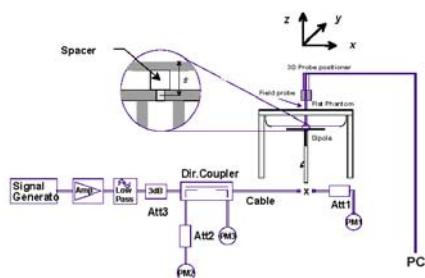 z
y
x
3D Probe positioner
Spacer
s
Field probe
Flat Phantom
Dipole
Signal
Generato
Amp
Low
Pass
3dB
Att3
Dir.Coupler
Cable
x
Att1
PM1
Att2
PM3
PM2
PC